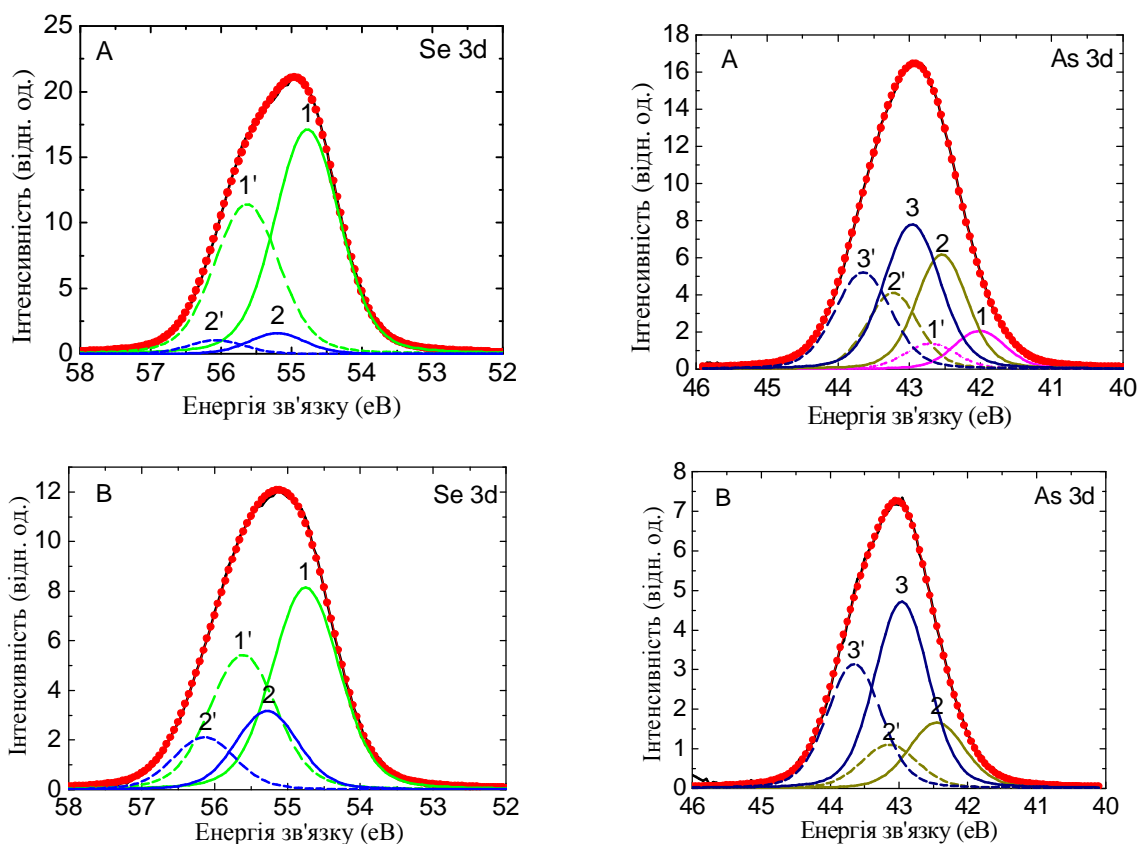 A
Se 3d
Інтенсивність (відн. од.)
25
20
15
10
5
0
1
1'
2
2'
58 57 56 55 54 53 52
Енергія зв'язку (еВ)
A
As 3d
Інтенсивність (відн. од.)
18
16
14
12
10
8
6
4
2
0
3
2
3'
2'
1'
1
46 45 44 43 42 41 40
Енергія зв'язку (еВ)
B
Se 3d
Інтенсивність (відн. од.)
12
10
8
6
4
2
0
1
1'
2
2'
58 57 56 55 54 53 52
Енергія зв'язку (еВ)
B
As 3d
Інтенсивність (відн. од.)
8
7
6
5
4
3
2
1
0
3
3'
2
2'
46 45 44 43 42 41 40
Енергія зв'язку (еВ)